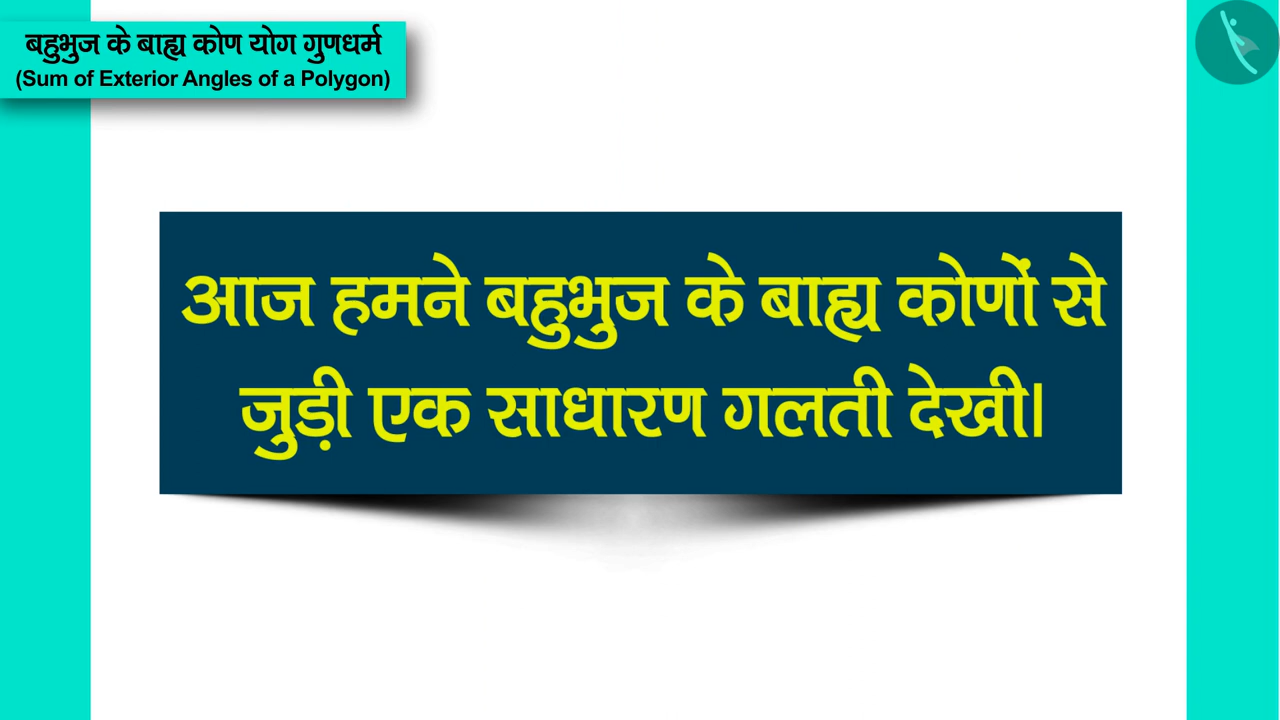 बहुभुज के बाह्य कोण योग गुणधर्म
(Sum of Exterior Angles of a Polygon)
आज हमने बहुभुज के बाह्य कोणों से
जुड़ी एक साधारण गलती देखी।